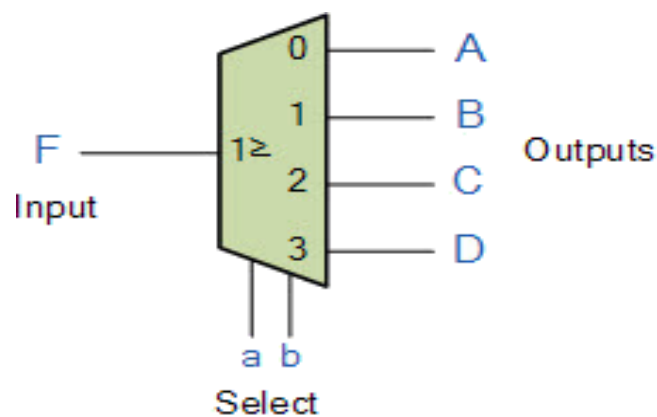 0 A
1 B
F 1≥ Outputs
2 C
Input
3 D
a b
Select